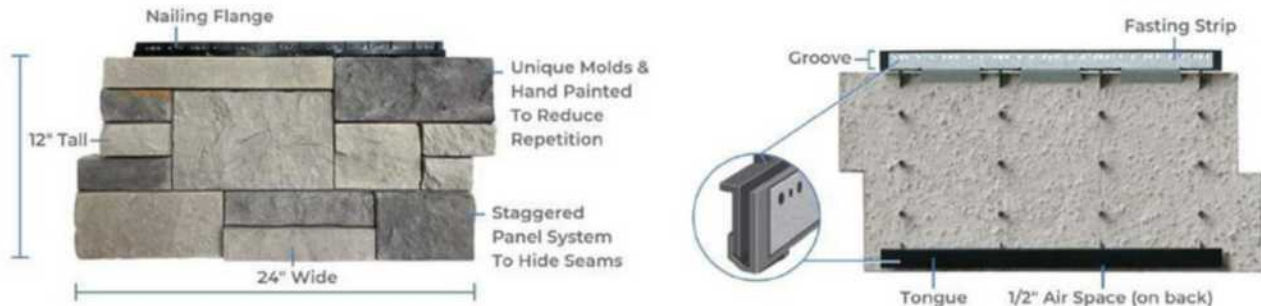 Nailing Flange
12" Tall
Unique Molds &
Hand Painted
To Reduce
Repetition
Staggered
Panel System
To Hide Seams
24" Wide
Fasting Strip
Groove
Tongue
1/2" Air Space (on back)